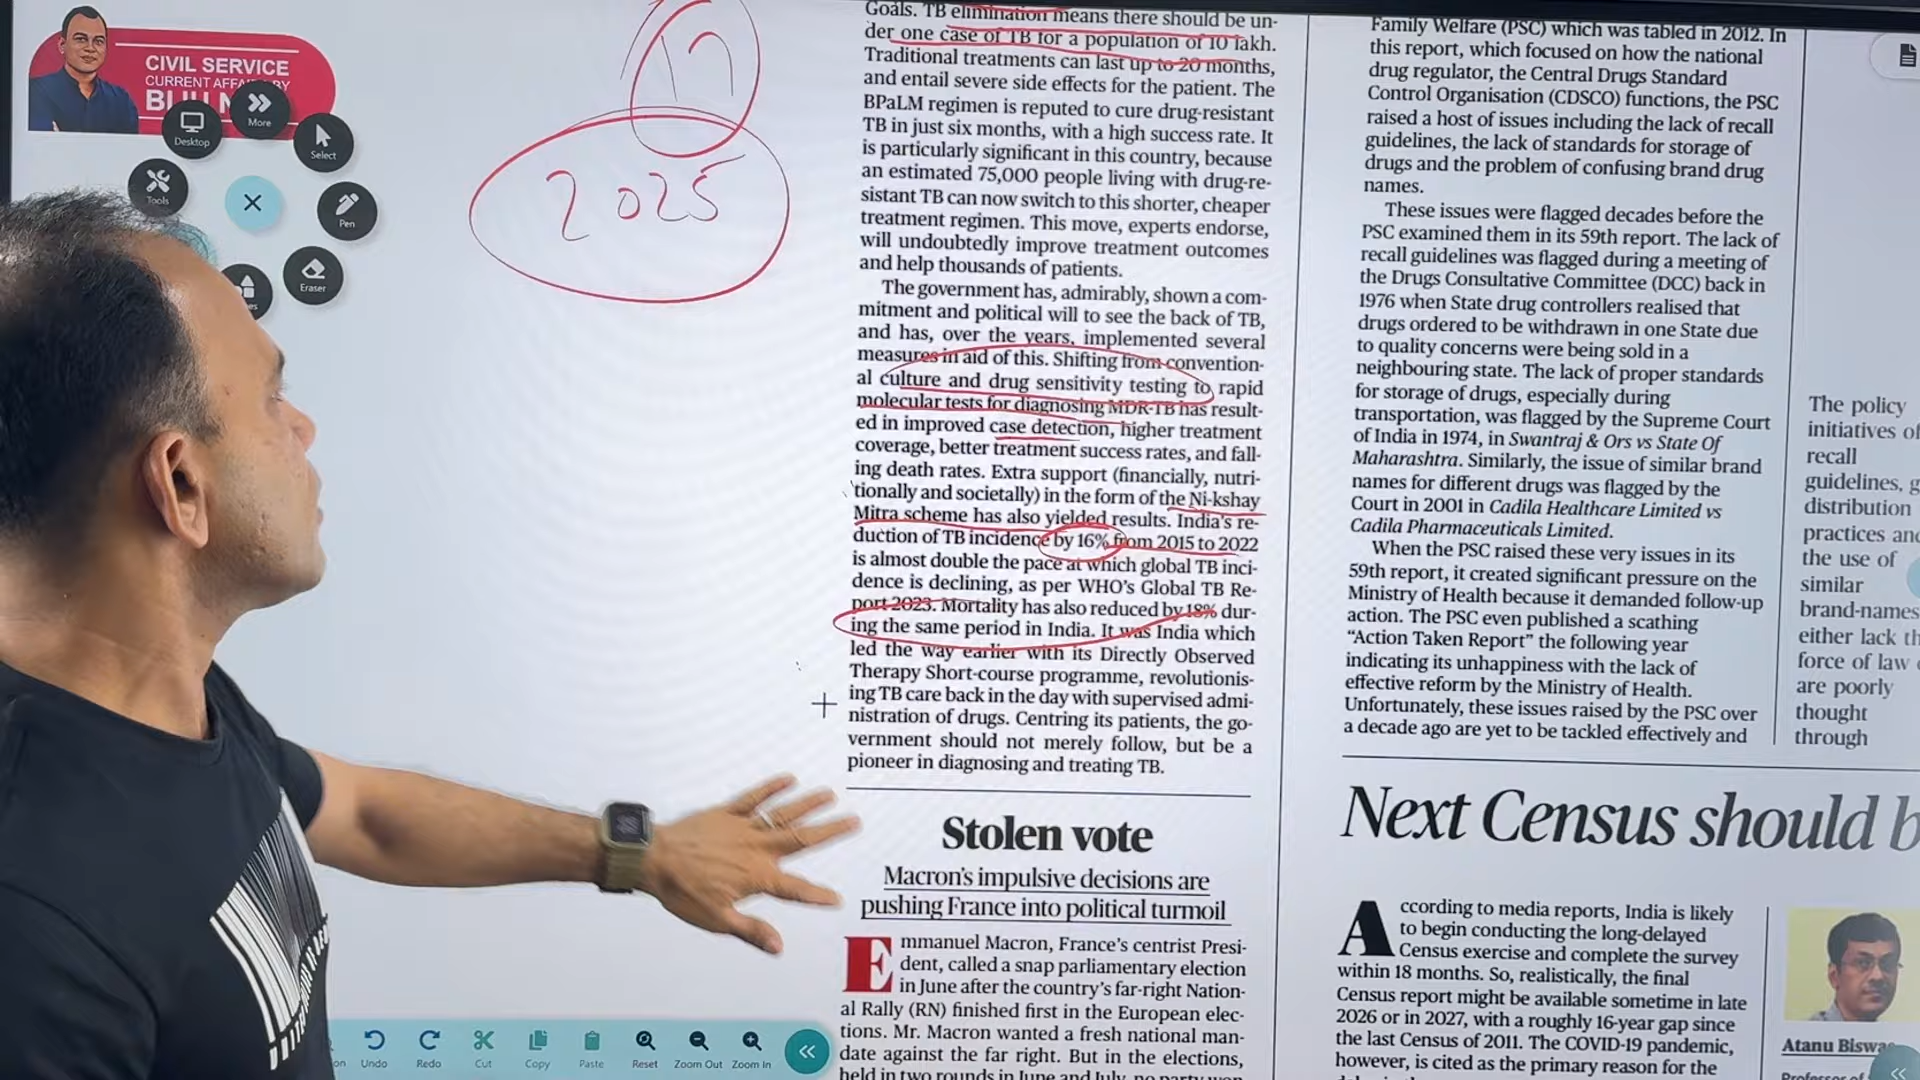 CIVIL SERVICE
CURRENT AFFAIRS BY
Desktop
More
Select
Tools
Pen
Eraser
17
2025
Goals. TB elimination means there should be un-
der one case of TB for a population of 10 lakh.
Traditional treatments can last up to 20 months,
and entail severe side effects for the patient. The
BPaLM regimen is reputed to cure drug-resistant
TB in just six months, with a high success rate. It
is particularly significant in this country, because
an estimated 75,000 people living with drug-re-
sistant TB can now switch to this shorter, cheaper
treatment regimen. This move, experts endorse,
will undoubtedly improve treatment outcomes
and help thousands of patients.
The government has, admirably, shown a com-
mitment and political will to see the back of TB,
and has, over the years, implemented several
measures in aid of this. Shifting from convention-
al culture and drug sensitivity testing to rapid
molecular tests for diagnosing MDR-TB has result-
ed in improved case detection, higher treatment
coverage, better treatment success rates, and fall-
ing death rates. Extra support (financially, nutri-
tionally and societally) in the form of the Ni-kshay
Mitra scheme has also yielded results. India's re-
duction of TB incidence by 16% from 2015 to 2022
is almost double the pace at which global TB inci-
dence is declining, as per WHO's Global TB Re-
port 2023. Mortality has also reduced by 18% dur-
ing the same period in India. It was India which
led the way earlier with its Directly Observed
Therapy Short-course programme, revolutionis-
ing TB care back in the day with supervised admi-
nistration of drugs. Centring its patients, the go-
vernment should not merely follow, but be a
pioneer in diagnosing and treating TB.
Stolen vote
Macron's impulsive decisions are
pushing France into political turmoil
Emmanuel Macron, France's centrist Presi-
dent, called a snap parliamentary election
in June after the country's far-right Nation-
al Rally (RN) finished first in the European elec-
tions. Mr. Macron wanted a fresh national man-
date against the far right. But in the elections,
held in two rounds in June and July, no party won
Family Welfare (PSC) which was tabled in 2012. In
this report, which focused on how the national
drug regulator, the Central Drugs Standard
Control Organisation (CDSCO) functions, the PSC
raised a host of issues including the lack of recall
guidelines, the lack of standards for storage of
drugs and the problem of confusing brand drug
names.
These issues were flagged decades before the
PSC examined them in its 59th report. The lack of
recall guidelines was flagged during a meeting of
the Drugs Consultative Committee (DCC) back in
1976 when State drug controllers realised that
drugs ordered to be withdrawn in one State due
to quality concerns were being sold in a
neighbouring state. The lack of proper standards
for storage of drugs, especially during
transportation, was flagged by the Supreme Court
of India in 1974, in Swantraj & Ors vs State Of
Maharashtra. Similarly, the issue of similar brand
names for different drugs was flagged by the
Court in 2001 in Cadila Healthcare Limited vs
Cadila Pharmaceuticals Limited.
When the PSC raised these very issues in its
59th report, it created significant pressure on the
Ministry of Health because it demanded follow-up
action. The PSC even published a scathing
“Action Taken Report” the following year
indicating its unhappiness with the lack of
effective reform by the Ministry of Health.
Unfortunately, these issues raised by the PSC over
a decade ago are yet to be tackled effectively and
The policy
initiatives of
recall
guidelines, g
distribution
practices and
the use of
similar
brand-names
either lack th
force of law
are poorly
thought
through
Next Census should b
According to media reports, India is likely
to begin conducting the long-delayed
Census exercise and complete the survey
within 18 months. So, realistically, the final
Census report might be available sometime in late
2026 or in 2027, with a roughly 16-year gap since
the last Census of 2011. The COVID-19 pandemic,
however, is cited as the primary reason for the
Atanu Biswas
Undo
Redo
Cut
Copy
Paste
Reset
Zoom Out
Zoom In